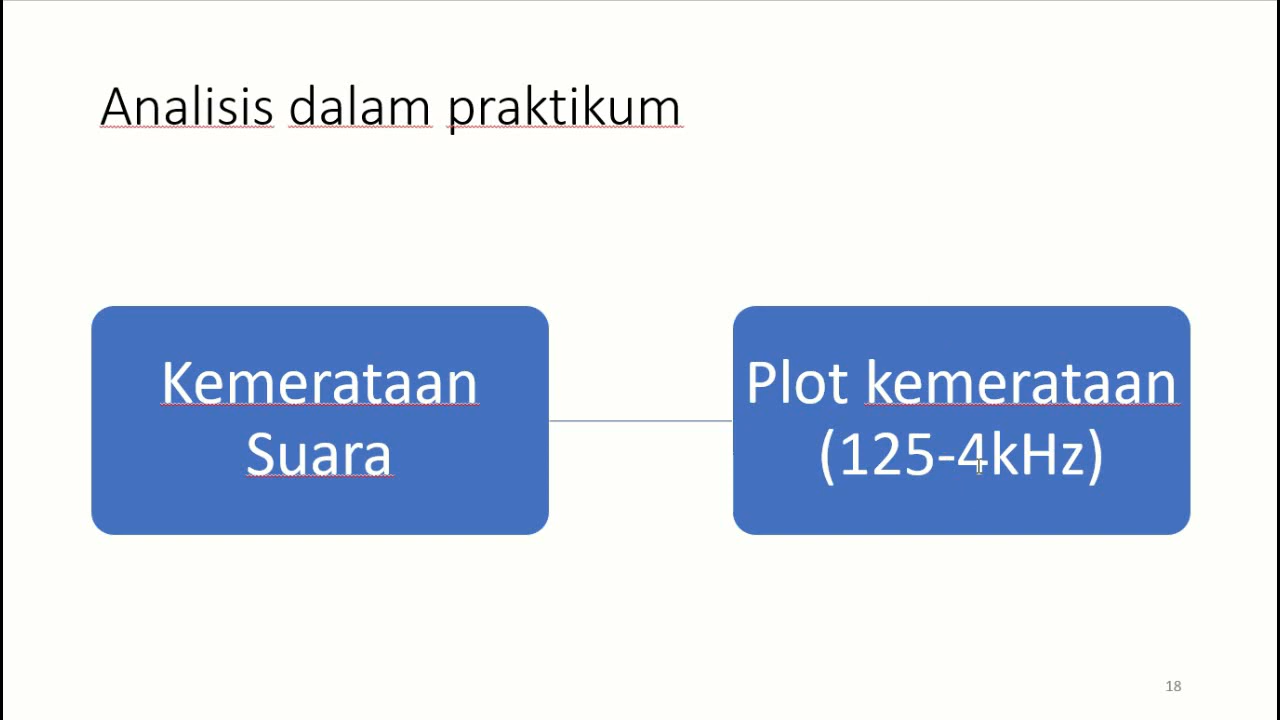 Analisis dalam praktikum
Kemerataan
Suara
Plot kemerataan
(125-4kHz)
18